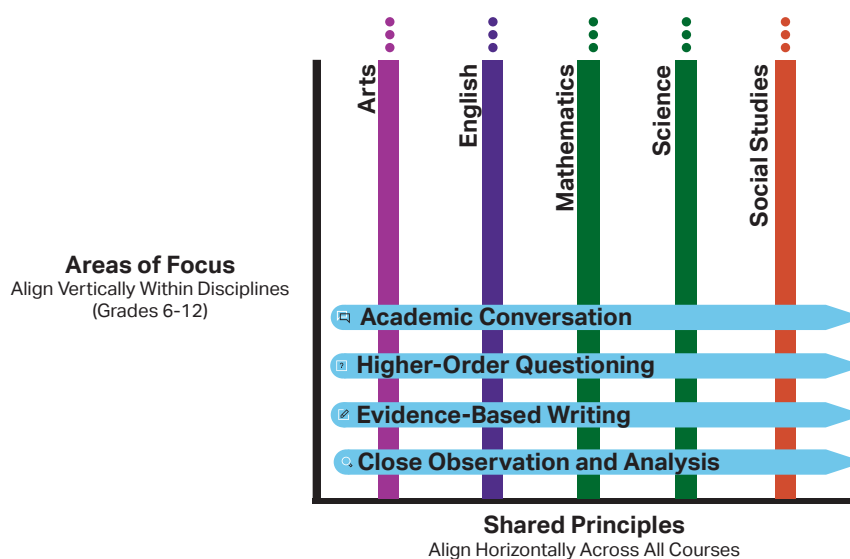 Arts
English
Mathematics
Science
Social Studies
Areas of Focus
Align Vertically Within Disciplines
(Grades 6-12)
Academic Conversation
? Higher-Order Questioning
Evidence-Based Writing
Close Observation and Analysis
Shared Principles
Align Horizontally Across All Courses